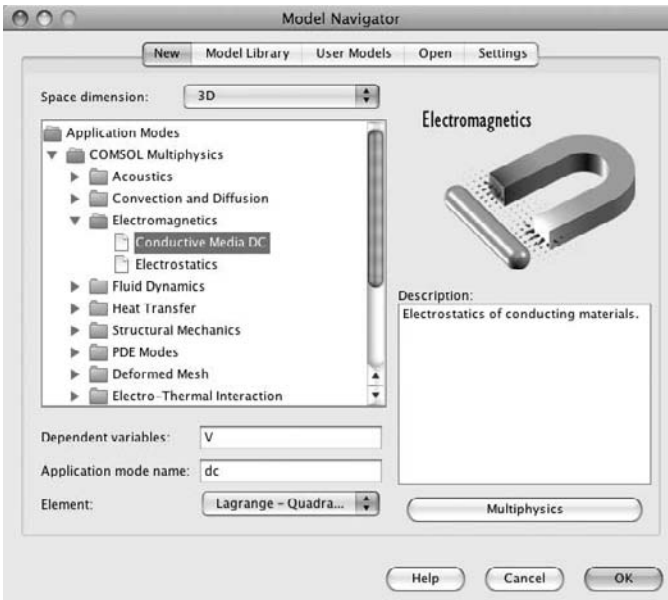 Model Navigator
New Model Library User Models Open Settings
Space dimension: 3D
Application Modes
COMSOL Multiphysics
Acoustics
Convection and Diffusion
Electromagnetics
Conductive Media DC
Electrostatics
Fluid Dynamics
Heat Transfer
Structural Mechanics
PDE Modes
Deformed Mesh
Electro-Thermal Interaction
Dependent variables: V
Application mode name: dc
Element: Lagrange - Quadra...
Electromagnetics
Description:
Electrostatics of conducting materials.
Multiphysics
Help Cancel OK